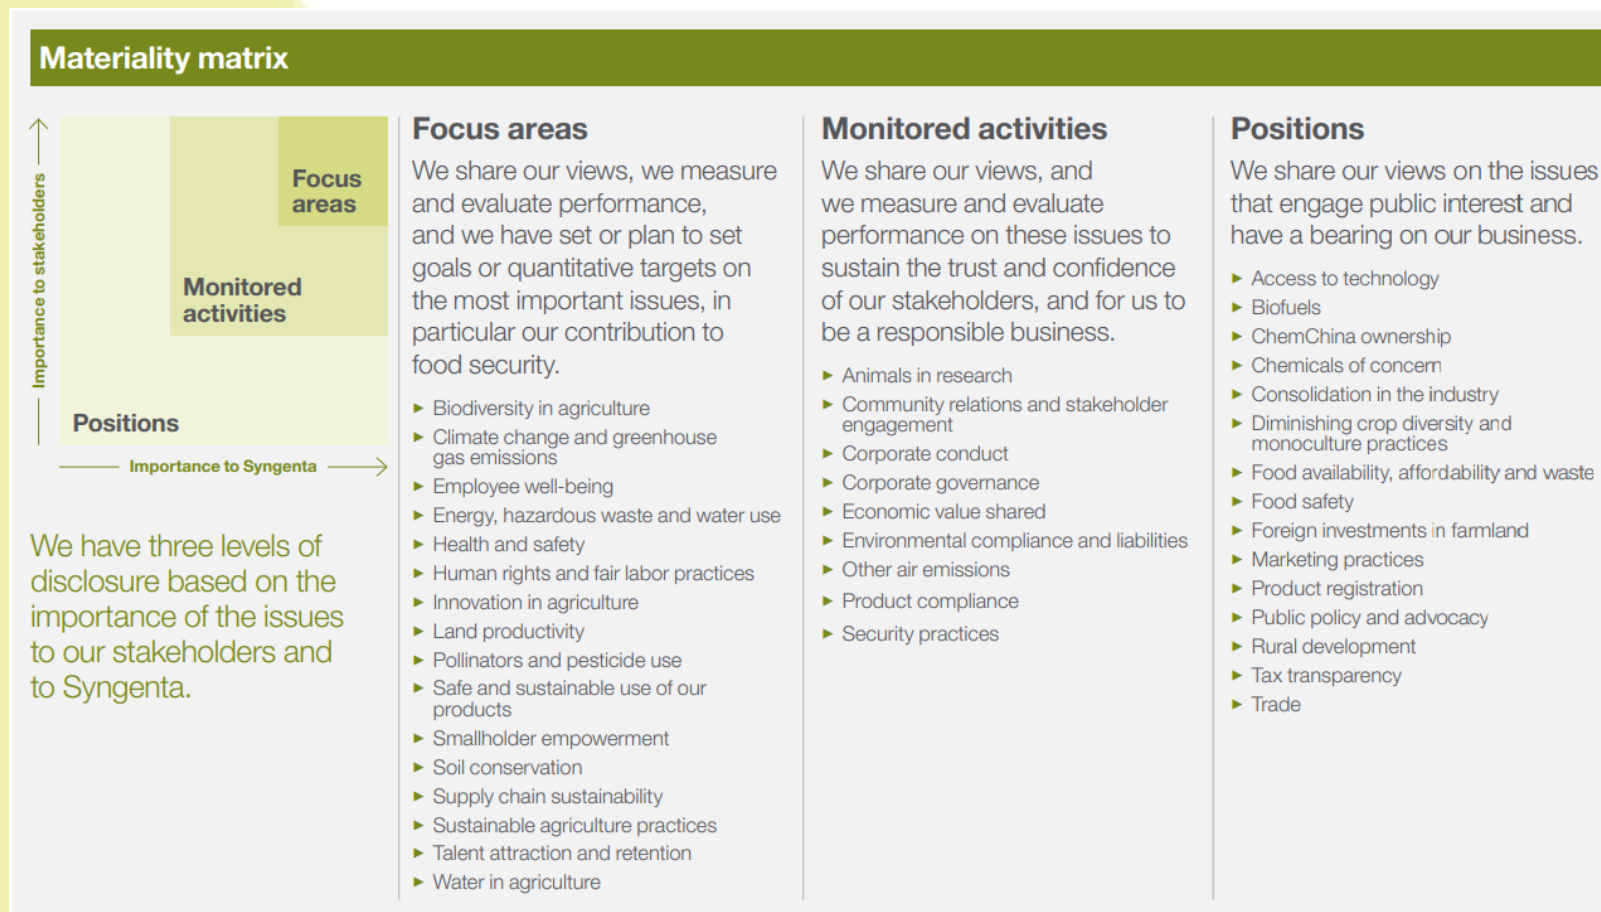 Materiality matrix
Importance to stakeholders
Focus
areas
Monitored
activities
Positions
Importance to Syngenta
We have three levels of
disclosure based on the
importance of the issues
to our stakeholders and
to Syngenta.
Focus areas
We share our views, we measure
and evaluate performance,
and we have set or plan to set
goals or quantitative targets on
the most important issues, in
particular our contribution to
food security.
► Biodiversity in agriculture
► Climate change and greenhouse
gas emissions
► Employee well-being
► Energy, hazardous waste and water use
► Health and safety
► Human rights and fair labor practices
► Innovation in agriculture
► Land productivity
► Pollinators and pesticide use
► Safe and sustainable use of our
products
► Smallholder empowerment
► Soil conservation
► Supply chain sustainability
► Sustainable agriculture practices
► Talent attraction and retention
► Water in agriculture
Monitored activities
We share our views, and
we measure and evaluate
performance on these issues to
sustain the trust and confidence
of our stakeholders, and for us to
be a responsible business.
► Animals in research
► Community relations and stakeholder
engagement
► Corporate conduct
► Corporate governance
► Economic value shared
► Environmental compliance and liabilities
► Other air emissions
► Product compliance
► Security practices
Positions
We share our views on the issues
that engage public interest and
have a bearing on our business.
► Access to technology
► Biofuels
► ChemChina ownership
► Chemicals of concern
► Consolidation in the industry
► Diminishing crop diversity and
monoculture practices
► Food availability, affordability and waste
► Food safety
► Foreign investments in farmland
► Marketing practices
► Product registration
► Public policy and advocacy
► Rural development
► Tax transparency
► Trade